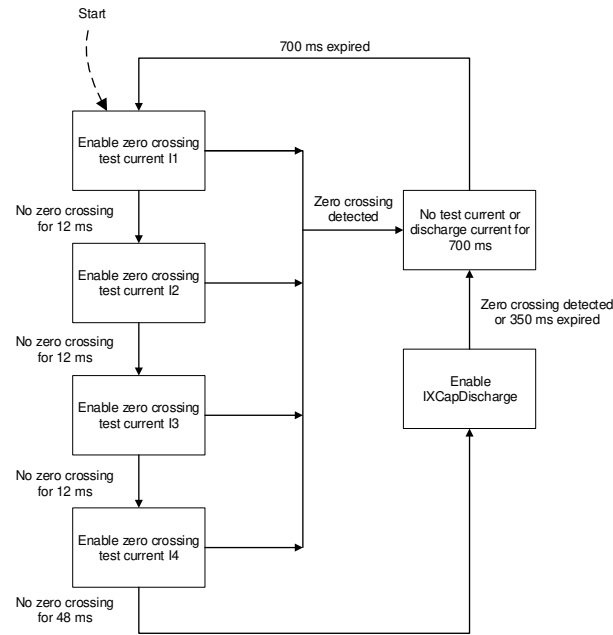 Start
700 ms expired
Enable zero crossing
test current I1
No zero crossing
for 12 ms
Zero crossing
detected
No test current or
discharge current for
700 ms
Enable zero crossing
test current I2
No zero crossing
for 12 ms
Zero crossing detected
or 350 ms expired
Enable zero crossing
test current I3
Enable
IXCapDischarge
No zero crossing
for 12 ms
Enable zero crossing
test current I4
No zero crossing
for 48 ms